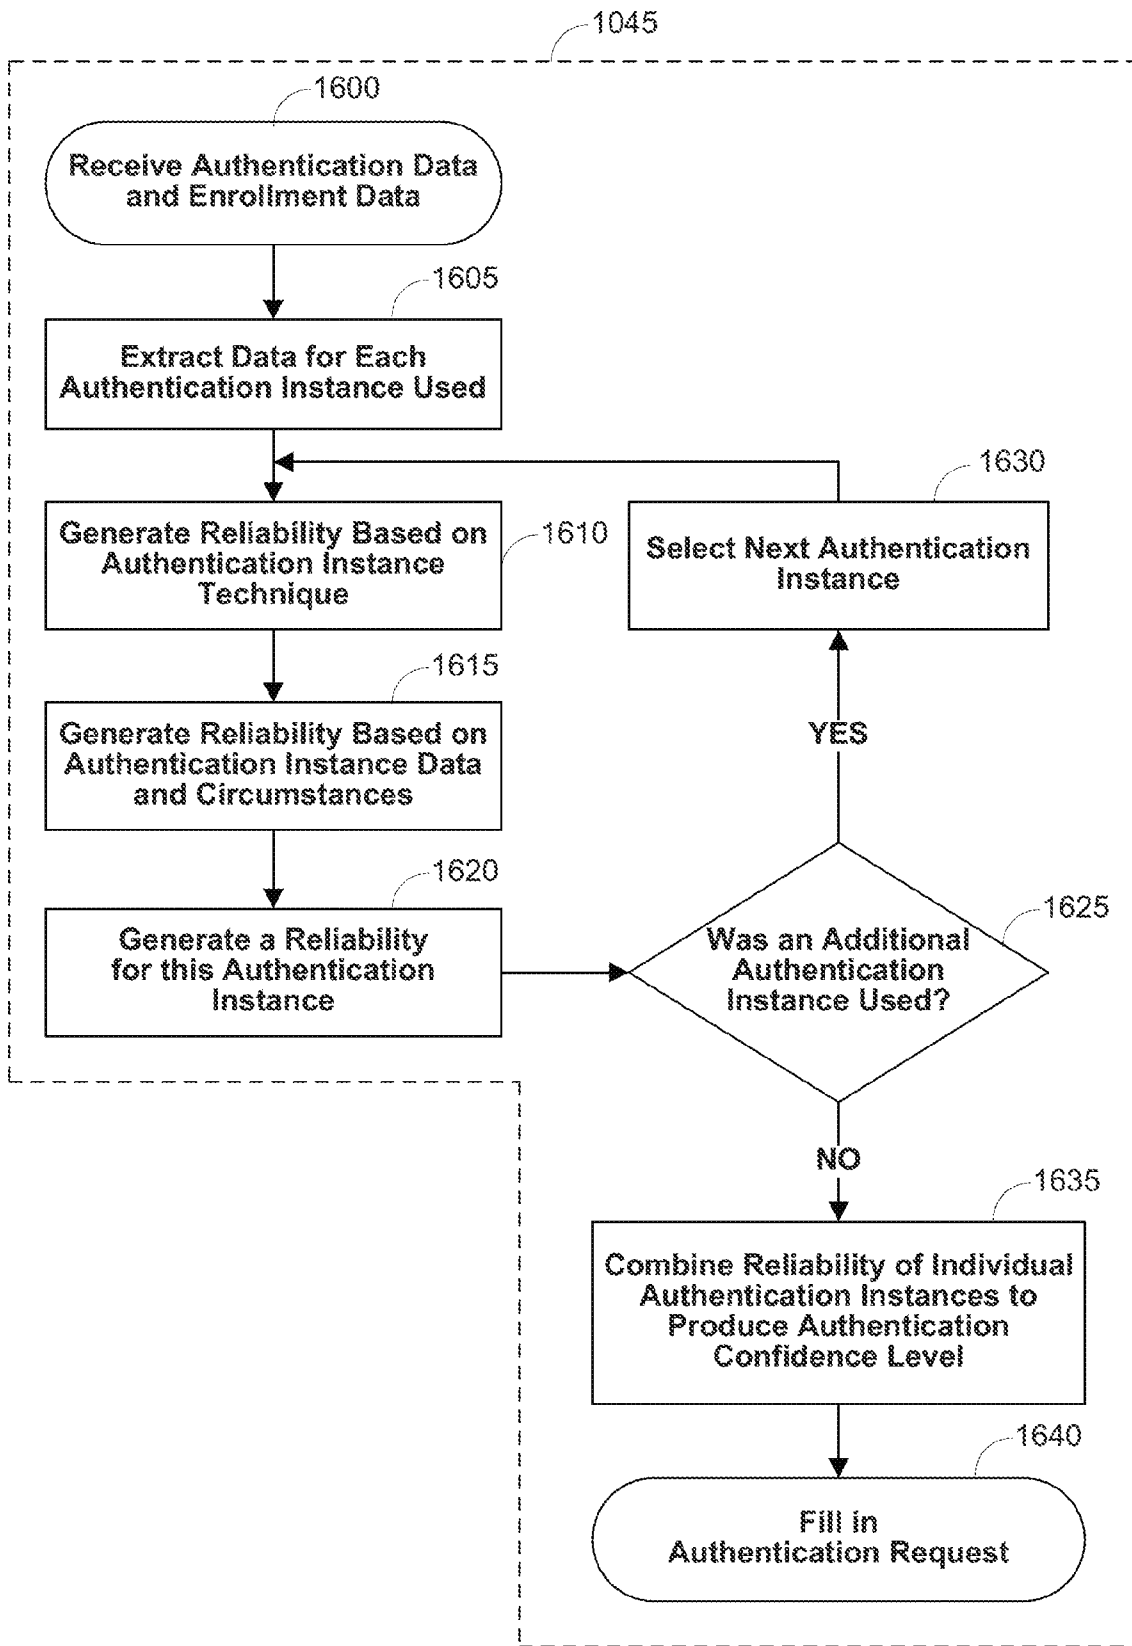 1045
1600
Receive Authentication Data
and Enrollment Data
1605
Extract Data for Each
Authentication Instance Used
1630
Generate Reliability Based on
Authentication Instance
Technique
1610
Select Next Authentication
Instance
1615
Generate Reliability Based on
Authentication Instance Data
and Circumstances
YES
1620
Generate a Reliability
for this Authentication
Instance
1625
Was an Additional
Authentication
Instance Used?
NO
1635
Combine Reliability of Individual
Authentication Instances to
Produce Authentication
Confidence Level
1640
Fill in
Authentication Request